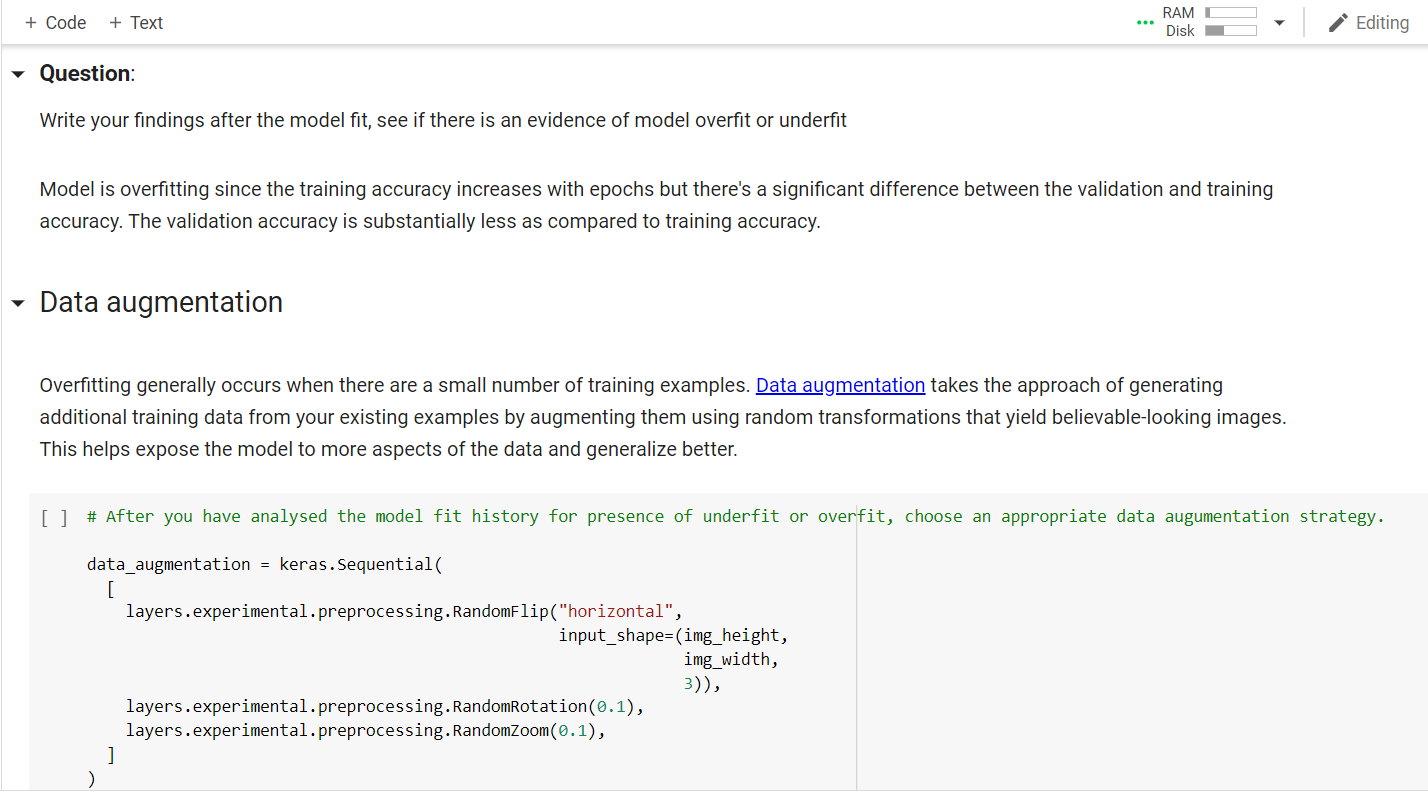 + Code + Text
RAM
Disk
Editing
Question:
Write your findings after the model fit, see if there is an evidence of model overfit or underfit
Model is overfitting since the training accuracy increases with epochs but there's a significant difference between the validation and training
accuracy. The validation accuracy is substantially less as compared to training accuracy.
Data augmentation
Overfitting generally occurs when there are a small number of training examples. Data augmentation takes the approach of generating
additional training data from your existing examples by augmenting them using random transformations that yield believable-looking images.
This helps expose the model to more aspects of the data and generalize better.
[ ] # After you have analysed the model fit history for presence of underfit or overfit, choose an appropriate data augumentation strategy.
data_augmentation = keras.Sequential(
[
layers.experimental.preprocessing.RandomFlip("horizontal",
input_shape=(img_height,
img_width,
3)),
layers.experimental.preprocessing.RandomRotation(0.1),
layers.experimental.preprocessing.RandomZoom(0.1),
]
)